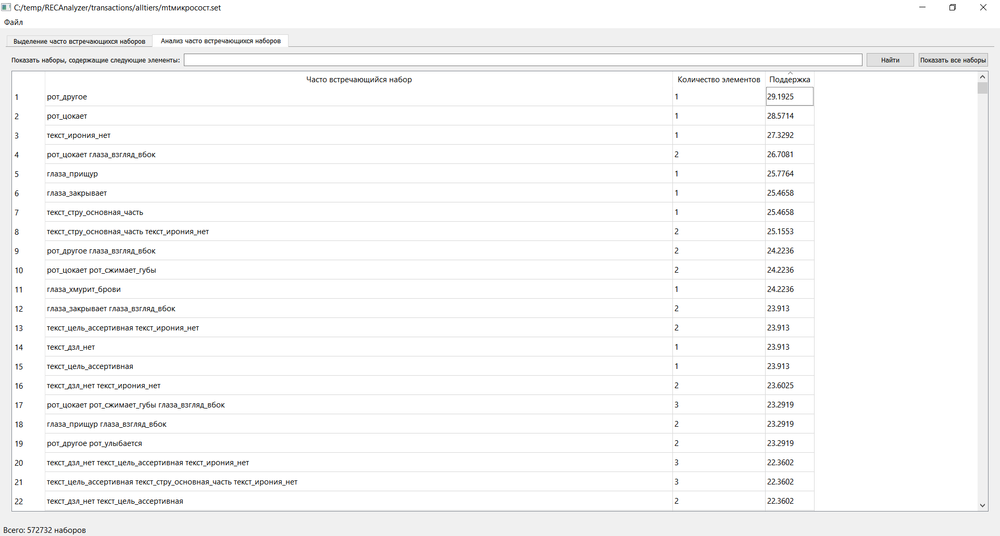 C:/temp/RECAnalyzer/transactions/alltiers/mtмикросост.set
Файл
Выделение часто встречающихся наборов Анализ часто встречающихся наборов
Показать наборы, содержащие следующие элементы: Найти Показать все наборы
Часто встречающийся набор Количество элементов Поддержка
1 рот_другое 1 29.1925
2 рот_цокает 1 28.5714
3 текст_ирония_нет 1 27.3292
4 рот_цокает глаза_взгляд_вбок 2 26.7081
5 глаза_прищур 1 25.7764
6 глаза_закрывает 1 25.4658
7 текст_стру_основная_часть 1 25.4658
8 текст_стру_основная_часть текст_ирония_нет 2 25.1553
9 рот_другое глаза_взгляд_вбок 2 24.2236
10 рот_цокает рот_сжимает_губы 2 24.2236
11 глаза_хмурит_брови 1 24.2236
12 глаза_закрывает глаза_взгляд_вбок 2 23.913
13 текст_цель_ассертивная текст_ирония_нет 2 23.913
14 текст_дзл_нет 1 23.913
15 текст_цель_ассертивная 1 23.913
16 текст_дзл_нет текст_ирония_нет 2 23.6025
17 рот_цокает рот_сжимает_губы глаза_взгляд_вбок 3 23.2919
18 глаза_прищур глаза_взгляд_вбок 2 23.2919
19 рот_другое рот_улыбается 2 23.2919
20 текст_дзл_нет текст_цель_ассертивная текст_ирония_нет 3 22.3602
21 текст_цель_ассертивная текст_стру_основная_часть текст_ирония_нет 3 22.3602
22 текст_дзл_нет текст_цель_ассертивная 2 22.3602
Всего: 572732 наборов